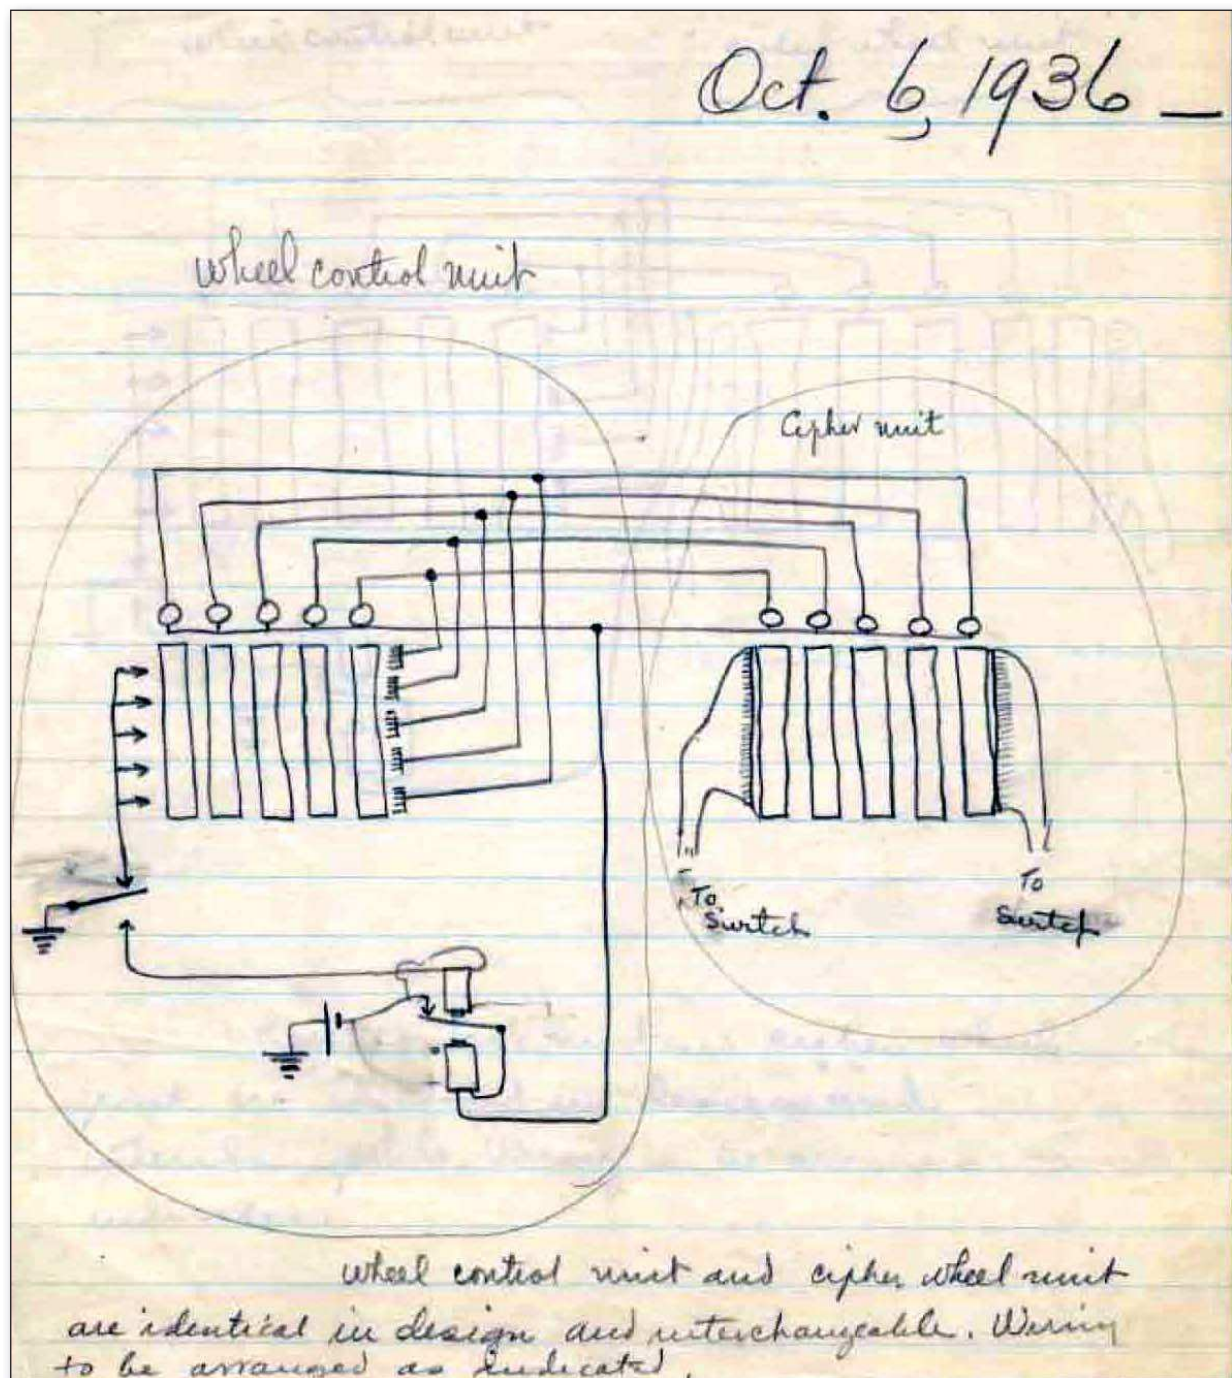 Oct. 6, 1936 —
wheel control unit
Cipher unit
To
Switch
To
Switch
wheel control unit and cipher wheel unit
are identical in design and interchangeable. Wiring
to be arranged as indicated.